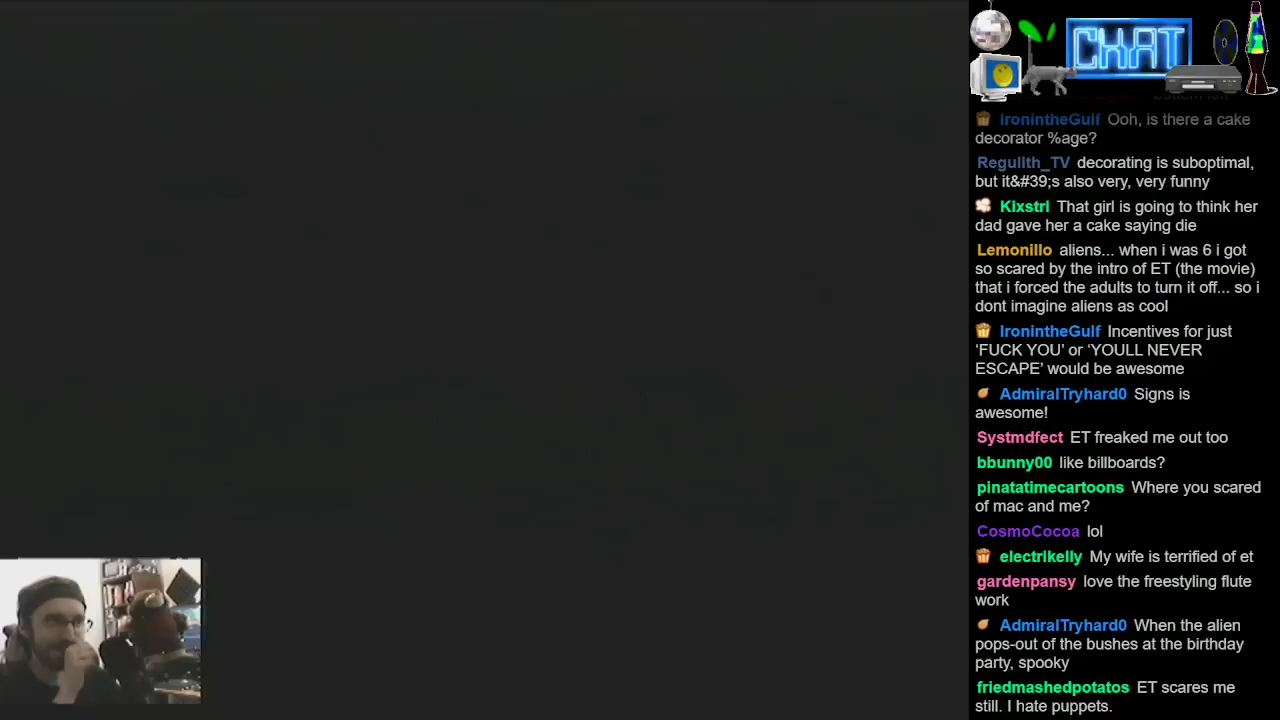 CHAT
bottom left
IronintheGulf Ooh, is there a cake
decorator %age?
Regulith_TV decorating is suboptimal,
but it&#39;s also very, very funny
Kixstri That girl is going to think her
dad gave her a cake saying die
Lemonillo aliens... when i was 6 i got
so scared by the intro of ET (the movie)
that i forced the adults to turn it off... so i
dont imagine aliens as cool
IronintheGulf Incentives for just
‘FUCK YOU’ or ‘YOULL NEVER
ESCAPE’ would be awesome
AdmiralTryhard0 Signs is
awesome!
Systmdfect ET freaked me out too
bbunny00 like billboards?
pinatatimecartoons Where you scared
of mac and me?
CosmoCocoa lol
electrikelly My wife is terrified of et
gardenpansy love the freestyling flute
work
AdmiralTryhard0 When the alien
pops-out of the bushes at the birthday
party, spooky
friedmashedpotatos ET scares me
still. I hate puppets.